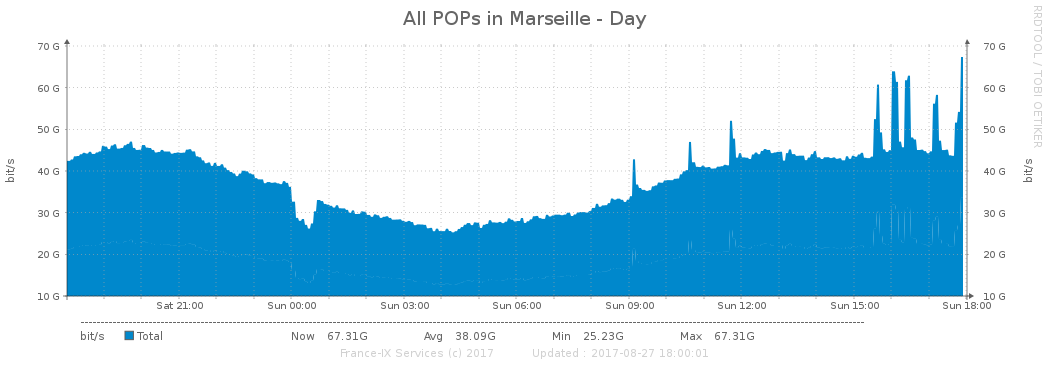 All POPs in Marseille - Day
RRDTOOL / TOBI OETIKER
70 G 70 G
60 G 60 G
50 G 50 G
40 G 40 G
30 G 30 G
20 G 20 G
10 G 10 G
bit/s
bit/s
Sat 21:00 Sun 00:00 Sun 03:00 Sun 06:00 Sun 09:00 Sun 12:00 Sun 15:00 Sun 18:00
bit/s Total Now 67.31G Avg 38.09G Min 25.23G Max 67.31G
France-IX Services (c) 2017 Updated : 2017-08-27 18:00:01